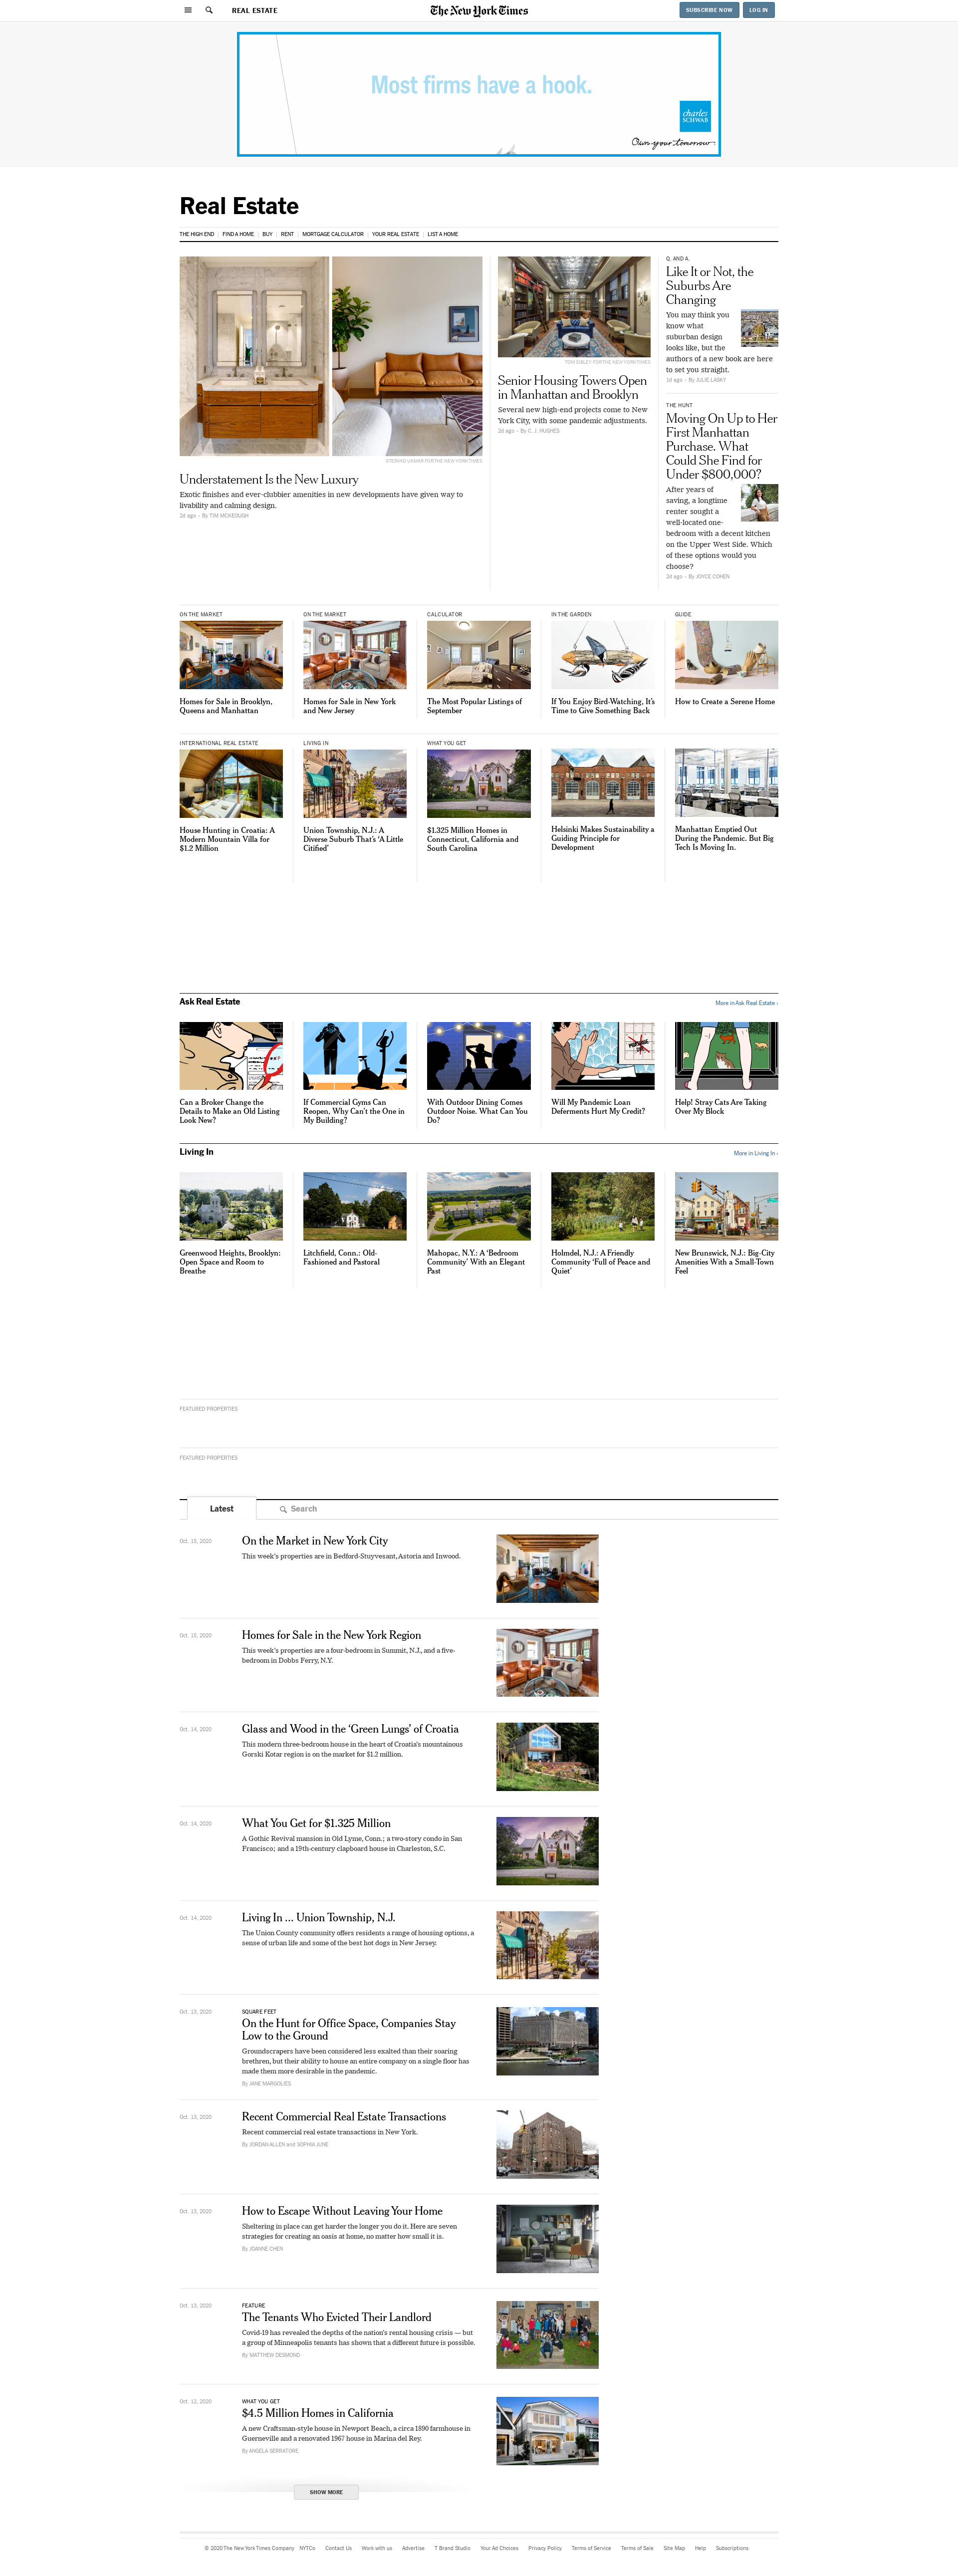 REAL ESTATE
The New York Times
SUBSCRIBE NOW
LOG IN
Most firms have a hook.
charles
SCHWAB
Own your tomorrow
Real Estate
THE HIGH END
FIND A HOME
BUY
RENT
MORTGAGE CALCULATOR
YOUR REAL ESTATE
LIST A HOME
STEFANO UKMAR FOR THE NEW YORK TIMES
Understatement Is the New Luxury
Exotic finishes and ever-clubbier amenities in new developments have given way to
livability and calming design.
2d ago - By TIM MCKEOUGH
TOM SIBLEY FOR THE NEW YORK TIMES
Senior Housing Towers Open
in Manhattan and Brooklyn
Several new high-end projects come to New
York City, with some pandemic adjustments.
2d ago - By C. J. HUGHES
Q. AND A.
Like It or Not, the
Suburbs Are
Changing
You may think you
know what
suburban design
looks like, but the
authors of a new book are here
to set you straight.
1d ago - By JULIE LASKY
THE HUNT
Moving On Up to Her
First Manhattan
Purchase. What
Could She Find for
Under $800,000?
After years of
saving, a longtime
renter sought a
well-located one-
bedroom with a decent kitchen
on the Upper West Side. Which
of these options would you
choose?
2d ago - By JOYCE COHEN
ON THE MARKET
Homes for Sale in Brooklyn,
Queens and Manhattan
ON THE MARKET
Homes for Sale in New York
and New Jersey
CALCULATOR
The Most Popular Listings of
September
IN THE GARDEN
If You Enjoy Bird-Watching, It's
Time to Give Something Back
GUIDE
How to Create a Serene Home
INTERNATIONAL REAL ESTATE
House Hunting in Croatia: A
Modern Mountain Villa for
$1.2 Million
LIVING IN
Union Township, N.J.: A
Diverse Suburb That's 'A Little
Citified'
WHAT YOU GET
$1.325 Million Homes in
Connecticut, California and
South Carolina
Helsinki Makes Sustainability a
Guiding Principle for
Development
Manhattan Emptied Out
During the Pandemic. But Big
Tech Is Moving In.
Ask Real Estate
More in Ask Real Estate ›
Can a Broker Change the
Details to Make an Old Listing
Look New?
If Commercial Gyms Can
Reopen, Why Can't the One in
My Building?
With Outdoor Dining Comes
Outdoor Noise. What Can You
Do?
Will My Pandemic Loan
Deferments Hurt My Credit?
Help! Stray Cats Are Taking
Over My Block
Living In
More in Living In ›
Greenwood Heights, Brooklyn:
Open Space and Room to
Breathe
Litchfield, Conn.: Old-
Fashioned and Pastoral
Mahopac, N.Y.: A 'Bedroom
Community' With an Elegant
Past
Holmdel, N.J.: A Friendly
Community 'Full of Peace and
Quiet'
New Brunswick, N.J.: Big-City
Amenities With a Small-Town
Feel
FEATURED PROPERTIES
FEATURED PROPERTIES
Latest
Search
Oct. 15, 2020
On the Market in New York City
This week's properties are in Bedford-Stuyvesant, Astoria and Inwood.
Oct. 15, 2020
Homes for Sale in the New York Region
This week's properties are a four-bedroom in Summit, N.J., and a five-
bedroom in Dobbs Ferry, N.Y.
Oct. 14, 2020
Glass and Wood in the 'Green Lungs' of Croatia
This modern three-bedroom house in the heart of Croatia's mountainous
Gorski Kotar region is on the market for $1.2 million.
Oct. 14, 2020
What You Get for $1.325 Million
A Gothic Revival mansion in Old Lyme, Conn.; a two-story condo in San
Francisco; and a 19th-century clapboard house in Charleston, S.C.
Oct. 14, 2020
Living In ... Union Township, N.J.
The Union County community offers residents a range of housing options, a
sense of urban life and some of the best hot dogs in New Jersey.
Oct. 13, 2020
SQUARE FEET
On the Hunt for Office Space, Companies Stay
Low to the Ground
Groundscrapers have been considered less exalted than their soaring
brethren, but their ability to house an entire company on a single floor has
made them more desirable in the pandemic.
By JANE MARGOLIES
Oct. 13, 2020
Recent Commercial Real Estate Transactions
Recent commercial real estate transactions in New York.
By JORDAN ALLEN and SOPHIA JUNE
Oct. 13, 2020
How to Escape Without Leaving Your Home
Sheltering in place can get harder the longer you do it. Here are seven
strategies for creating an oasis at home, no matter how small it is.
By JOANNE CHEN
Oct. 13, 2020
FEATURE
The Tenants Who Evicted Their Landlord
Covid-19 has revealed the depths of the nation's rental housing crisis — but
a group of Minneapolis tenants has shown that a different future is possible.
By MATTHEW DESMOND
Oct. 12, 2020
WHAT YOU GET
$4.5 Million Homes in California
A new Craftsman-style house in Newport Beach, a circa 1890 farmhouse in
Guerneville and a renovated 1967 house in Marina del Rey.
By ANGELA SERRATORE
SHOW MORE
© 2020 The New York Times Company NYTCo Contact Us Work with us Advertise T Brand Studio Your Ad Choices Privacy Policy Terms of Service Terms of Sale Site Map Help Subscriptions